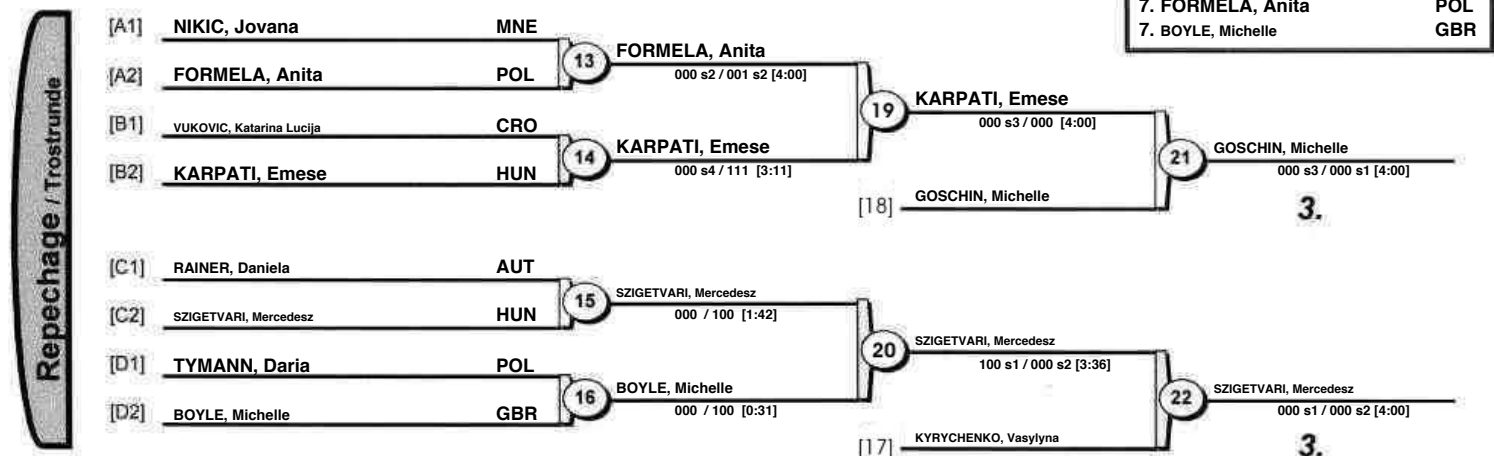 7. FORMELA, Anita POL
7. BOYLE, Michelle GBR
Repechage / Trostrunde
[A1] NIKIC, Jovana MNE
[A2] FORMELA, Anita POL
13 FORMELA, Anita
000 s2 / 001 s2 [4:00]
[B1] VUKOVIC, Katarina Lucija CRO
[B2] KARPATI, Emese HUN
14 KARPATI, Emese
000 s4 / 111 [3:11]
19 KARPATI, Emese
000 s3 / 000 [4:00]
[18] GOSCHIN, Michelle
21 GOSCHIN, Michelle
000 s3 / 000 s1 [4:00]
3.
[C1] RAINER, Daniela AUT
[C2] SZIGETVARI, Mercedesz HUN
15 SZIGETVARI, Mercedesz
000 / 100 [1:42]
[D1] TYMANN, Daria POL
[D2] BOYLE, Michelle GBR
16 BOYLE, Michelle
000 / 100 [0:31]
20 SZIGETVARI, Mercedesz
100 s1 / 000 s2 [3:36]
[17] KYRYCHENKO, Vasylyna
22 SZIGETVARI, Mercedesz
000 s1 / 000 s2 [4:00]
3.